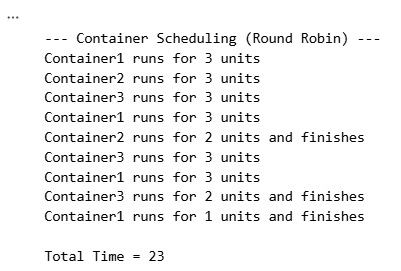 ...
--- Container Scheduling (Round Robin) ---
Container1 runs for 3 units
Container2 runs for 3 units
Container3 runs for 3 units
Container1 runs for 3 units
Container2 runs for 2 units and finishes
Container3 runs for 3 units
Container1 runs for 3 units
Container3 runs for 2 units and finishes
Container1 runs for 1 units and finishes
Total Time = 23